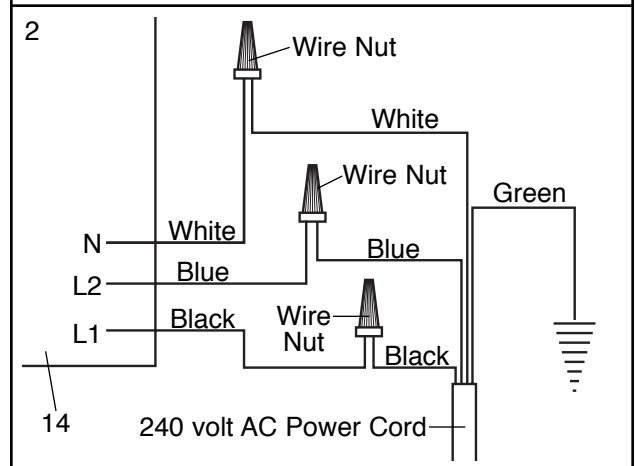 2
Wire Nut
White
Wire Nut
Green
N
White
Blue
L2
Blue
L1
Black
Wire
Nut
Black
14
240 volt AC Power Cord